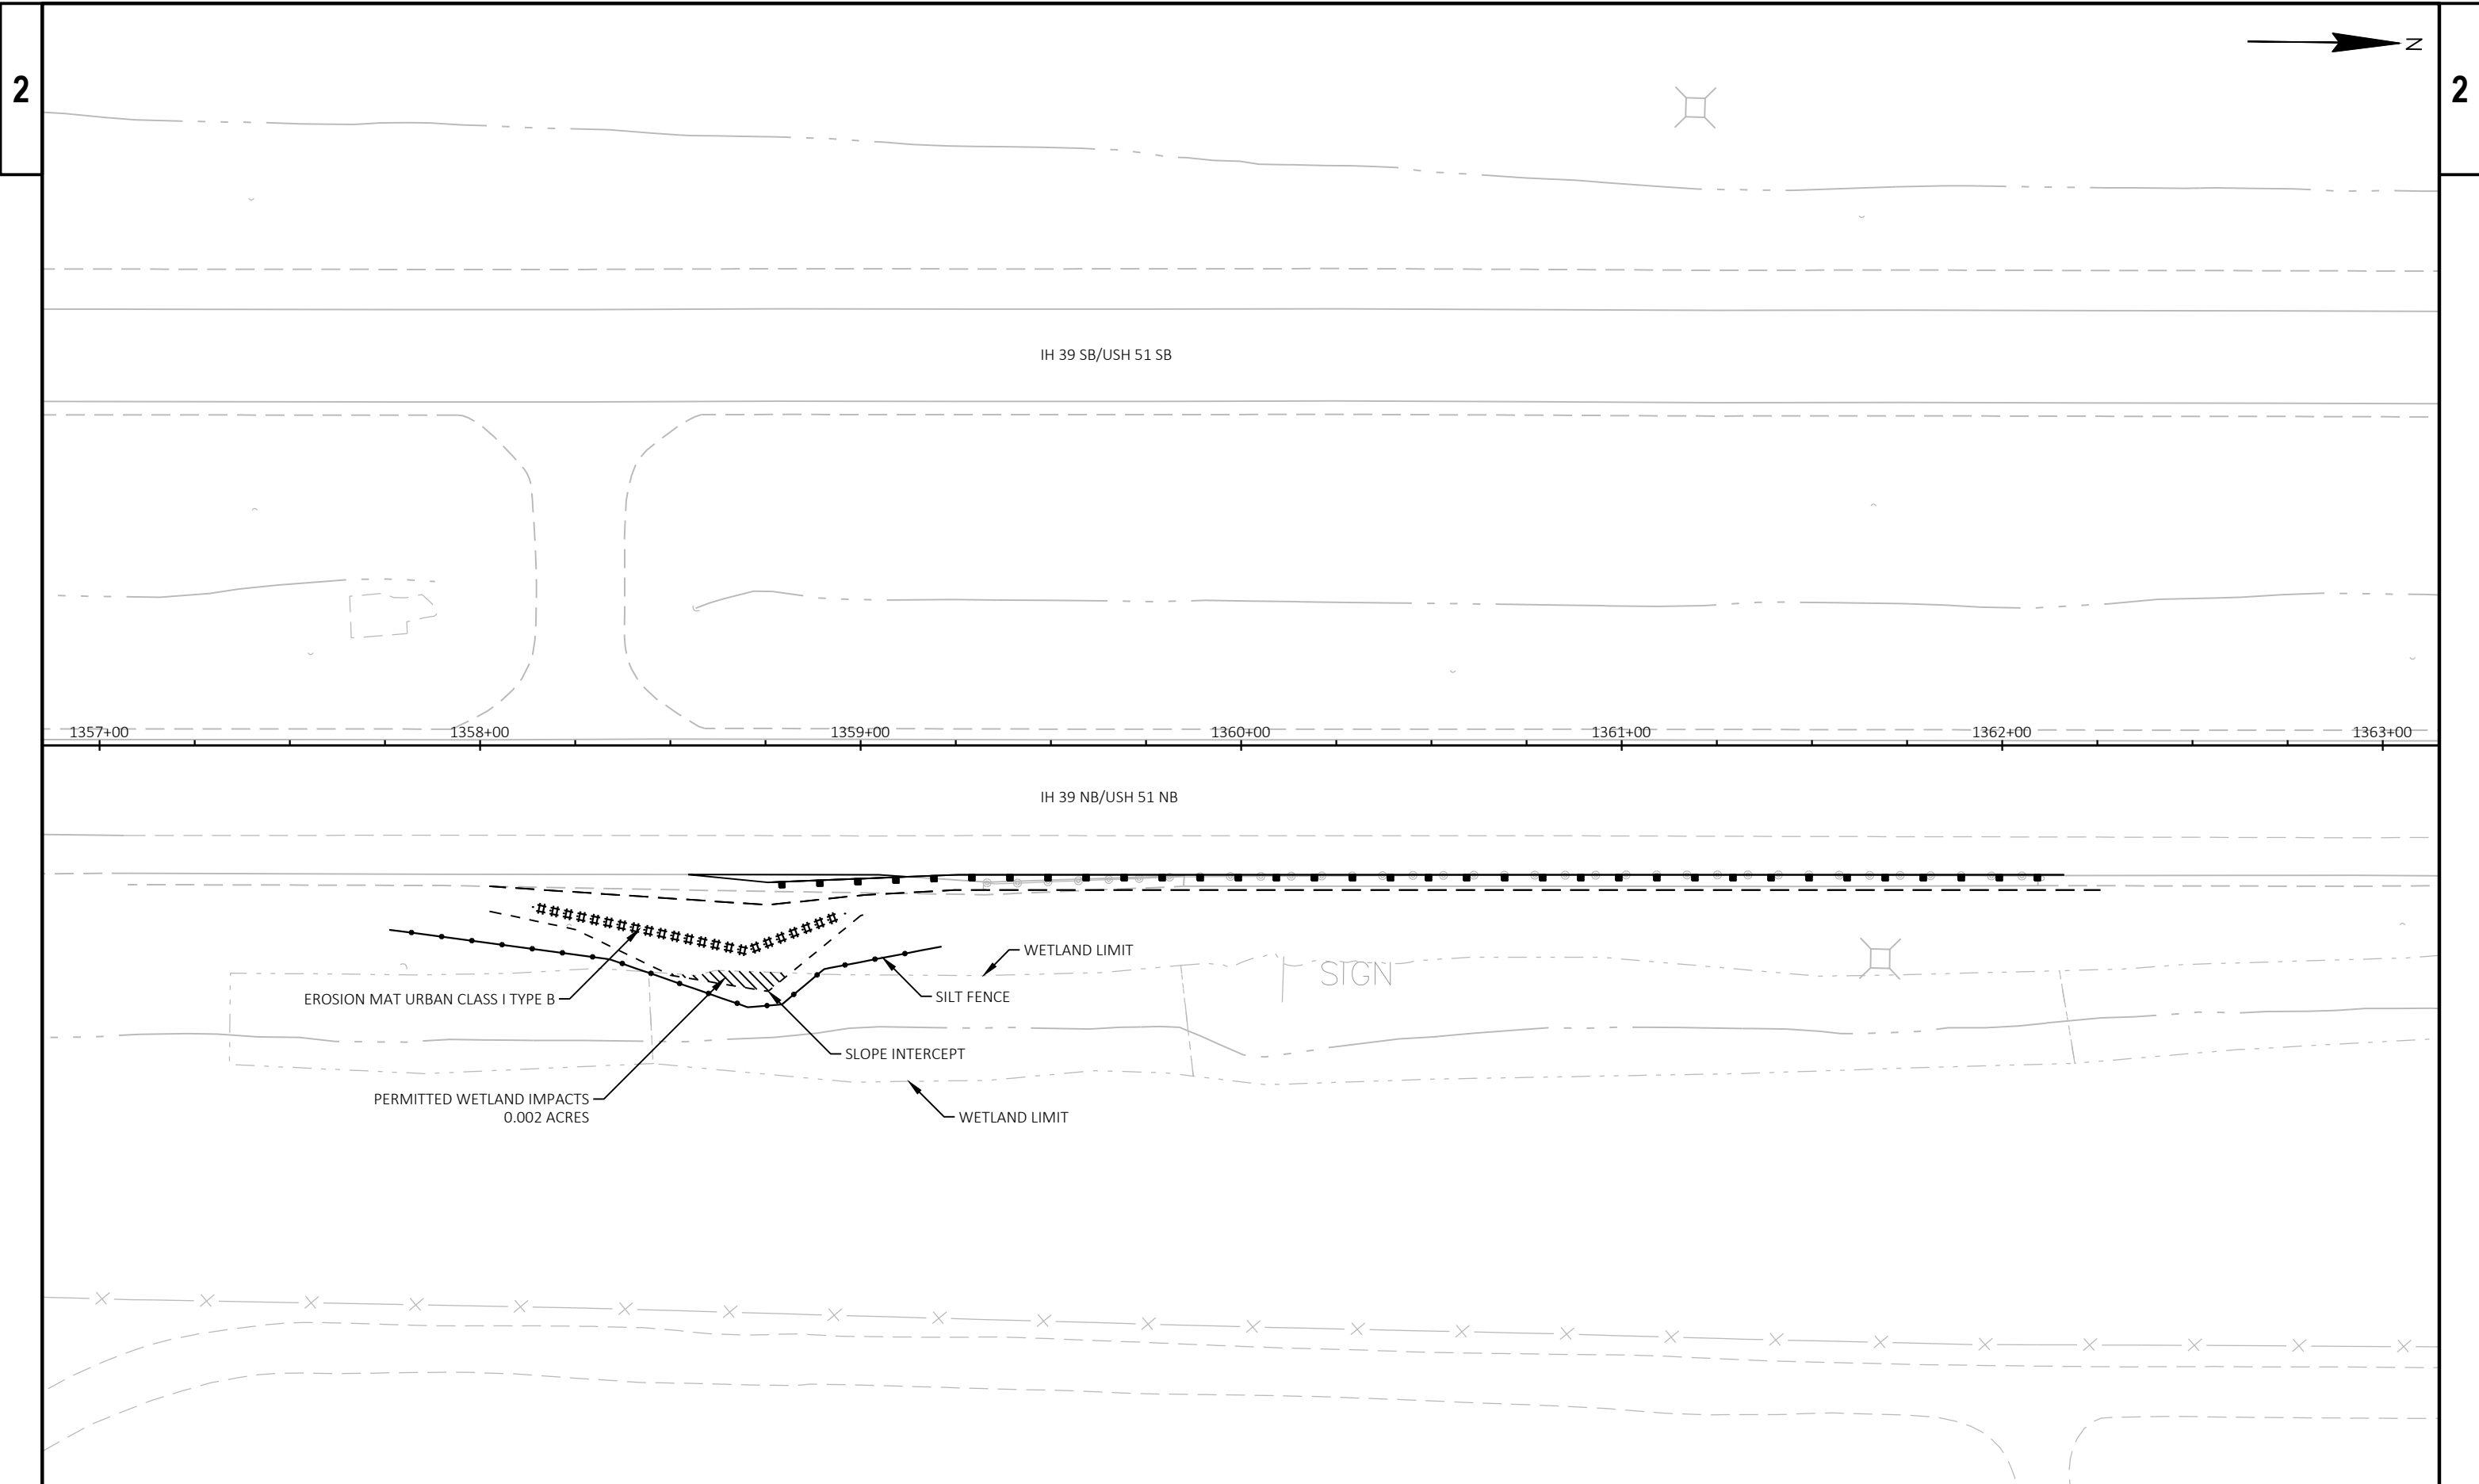 N
2
2
IH 39 SB/USH 51 SB
1357+00
1358+00
1359+00
1360+00
1361+00
1362+00
1363+00
IH 39 NB/USH 51 NB
WETLAND LIMIT
SIGN
EROSION MAT URBAN CLASS I TYPE B
SILT FENCE
SLOPE INTERCEPT
PERMITTED WETLAND IMPACTS
0.002 ACRES
WETLAND LIMIT